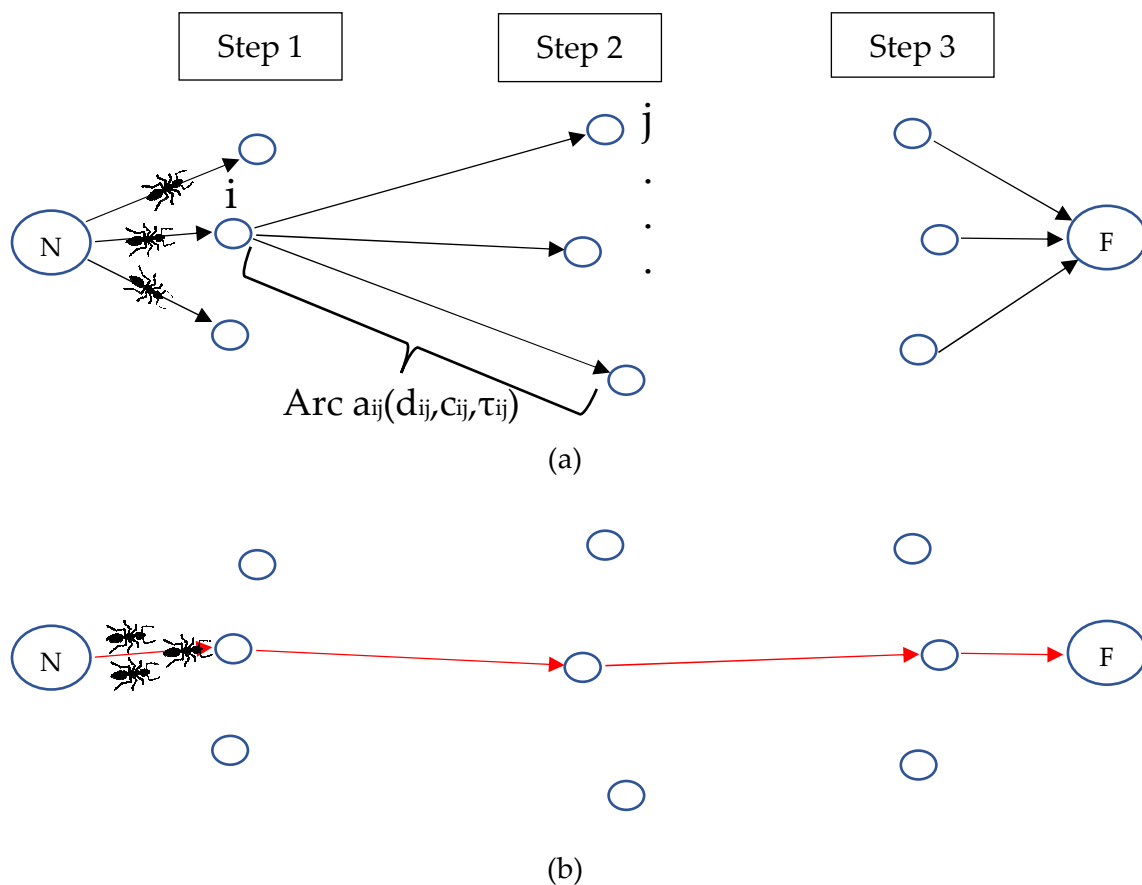 Step 1
Step 2
Step 3
j
i
.
.
.
N
F
Arc aij(dij,cij,τij)
(a)
N
F
(b)